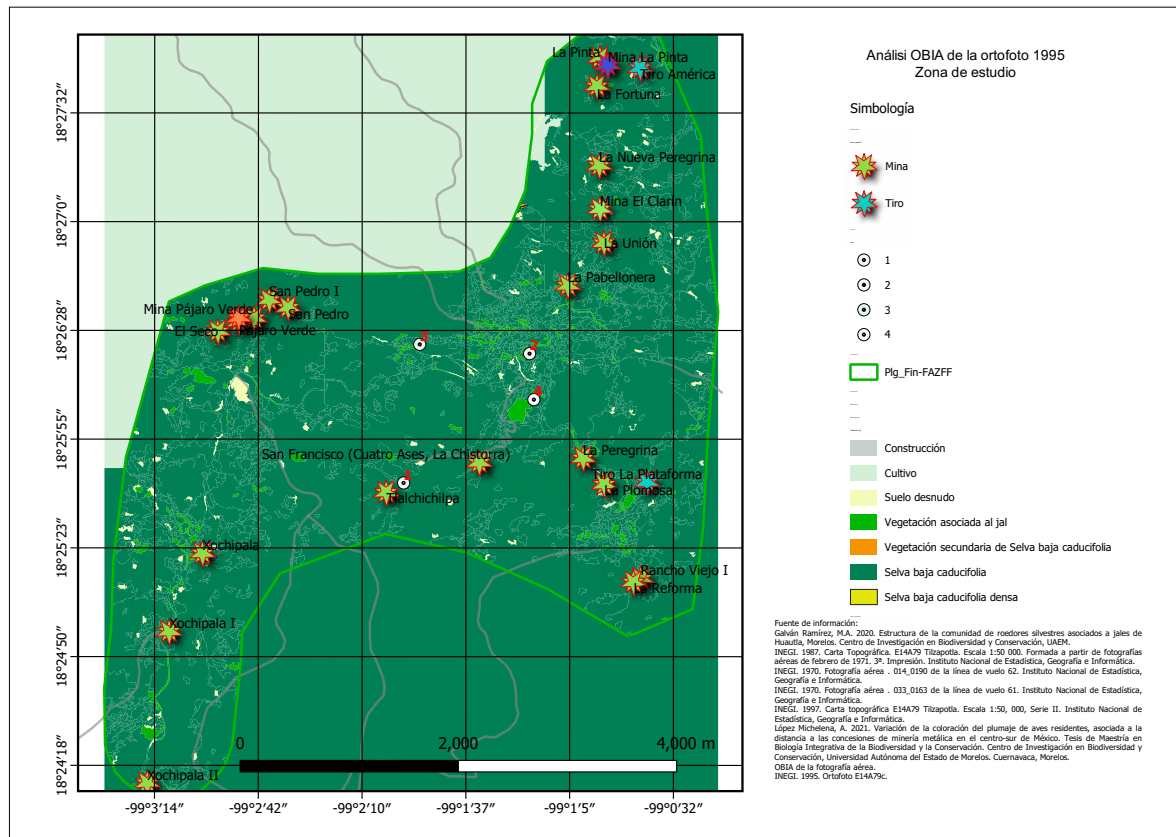 Análisi OBIA de la ortofoto 1995
Zona de estudio
Simbología
Mina
Tiro
1
2
3
4
Plg_Fin-FAZFF
Construcción
Cultivo
Suelo desnudo
Vegetación asociada al jal
Vegetación secundaria de Selva baja caducifolia
Selva baja caducifolia
Selva baja caducifolia densa
Fuente de información:
Galván Ramírez, M.A. 2020. Estructura de la comunidad de roedores silvestres asociados a jales de
Huautla, Morelos. Centro de Investigación en Biodiversidad y Conservación, UAEM.
INEGI. 1987. Carta Topográfica. E14A79 Tilzapotla. Escala 1:50 000. Formada a partir de fotografías
aéreas de febrero de 1971. 3ª. Impresión. Instituto Nacional de Estadística, Geografía e Informática.
INEGI. 1970. Fotografía aérea . 014_0190 de la línea de vuelo 62. Instituto Nacional de Estadística,
Geografía e Informática.
INEGI. 1970. Fotografía aérea . 033_0163 de la línea de vuelo 61. Instituto Nacional de Estadística,
Geografía e Informática.
INEGI. 1997. Carta topográfica E14A79 Tilzapotla. Escala 1:50, 000, Serie II. Instituto Nacional de
Estadística, Geografía e Informática.
López Michelena, A. 2021. Variación de la coloración del plumaje de aves residentes, asociada a la
distancia a las concesiones de minería metálica en el centro-sur de México. Tesis de Maestría en
Biología Integrativa de la Biodiversidad y la Conservación. Centro de Investigación en Biodiversidad y
Conservación, Universidad Autónoma del Estado de Morelos. Cuernavaca, Morelos.
OBIA de la fotografía aérea.
INEGI. 1995. Ortofoto E14A79c.
La Pinta
Mina La Pinta
Tiro América
La Fortuna
La Nueva Peregrina
Mina El Clarín
La Unión
La Pabellonera
San Pedro I
Mina Pájaro Verde
San Pedro
El Seco
Pájaro Verde
3
2
4
San Francisco (Cuatro Ases, La Chistorra)
La Peregrina
Tiro La Plataforma
La Plomosa
1
Tlalchichilpa
Xochipala
Rancho Viejo I
La Reforma
Xochipala I
Xochipala II
0
2,000
4,000 m
18°27′32″
18°27′0″
18°26′28″
18°25′55″
18°25′23″
18°24′50″
18°24′18″
-99°3′14″
-99°2′42″
-99°2′10″
-99°1′37″
-99°1′5″
-99°0′32″